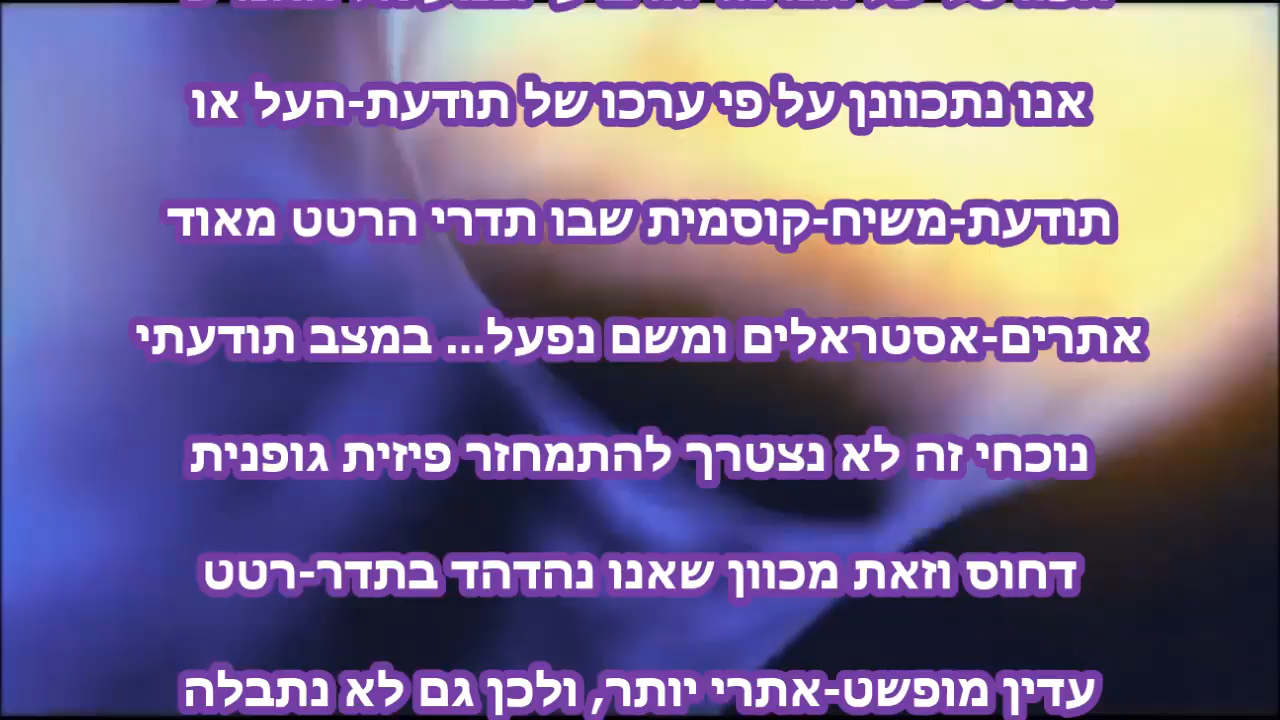 אנו נתכוונן על פי ערכו של תודעת-העל או
תודעת-משיח-קוסמית שבו תדרי הרטט מאוד
אתרים-אסטראלים ומשם נפעל... במצב תודעתי
נוכחי זה לא נצטרך להתמחזר פיזית גופנית
דחוס וזאת מכוון שאנו נהדהד בתדר-רטט
עדין מופשט-אתרי יותר, ולכן גם לא נתבלה